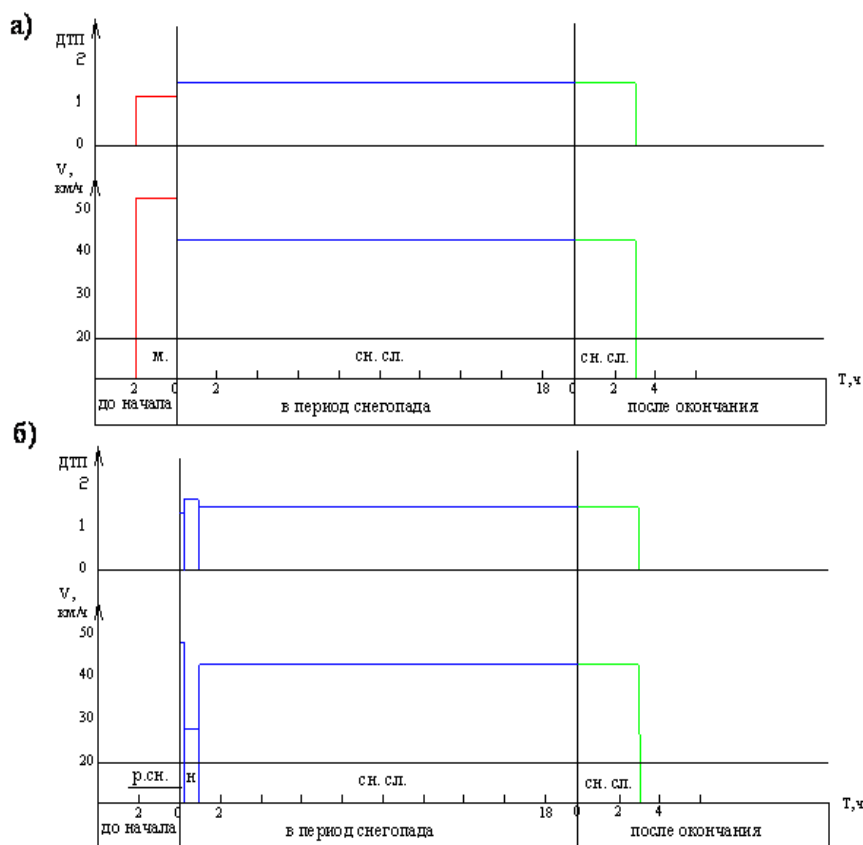 а)
ДТП
2
1
0
V,
км/ч
50
40
30
20
м.
сн. сл.
сн. сл.
2
0
2
18
0
2
4
Т,ч
до начала
в период снегопада
после окончания
б)
ДТП
2
1
0
V,
км/ч
50
40
30
20
р.сн.
н
сн. сл.
сн. сл.
2
0
2
18
0
2
4
Т,ч
до начала
в период снегопада
после окончания